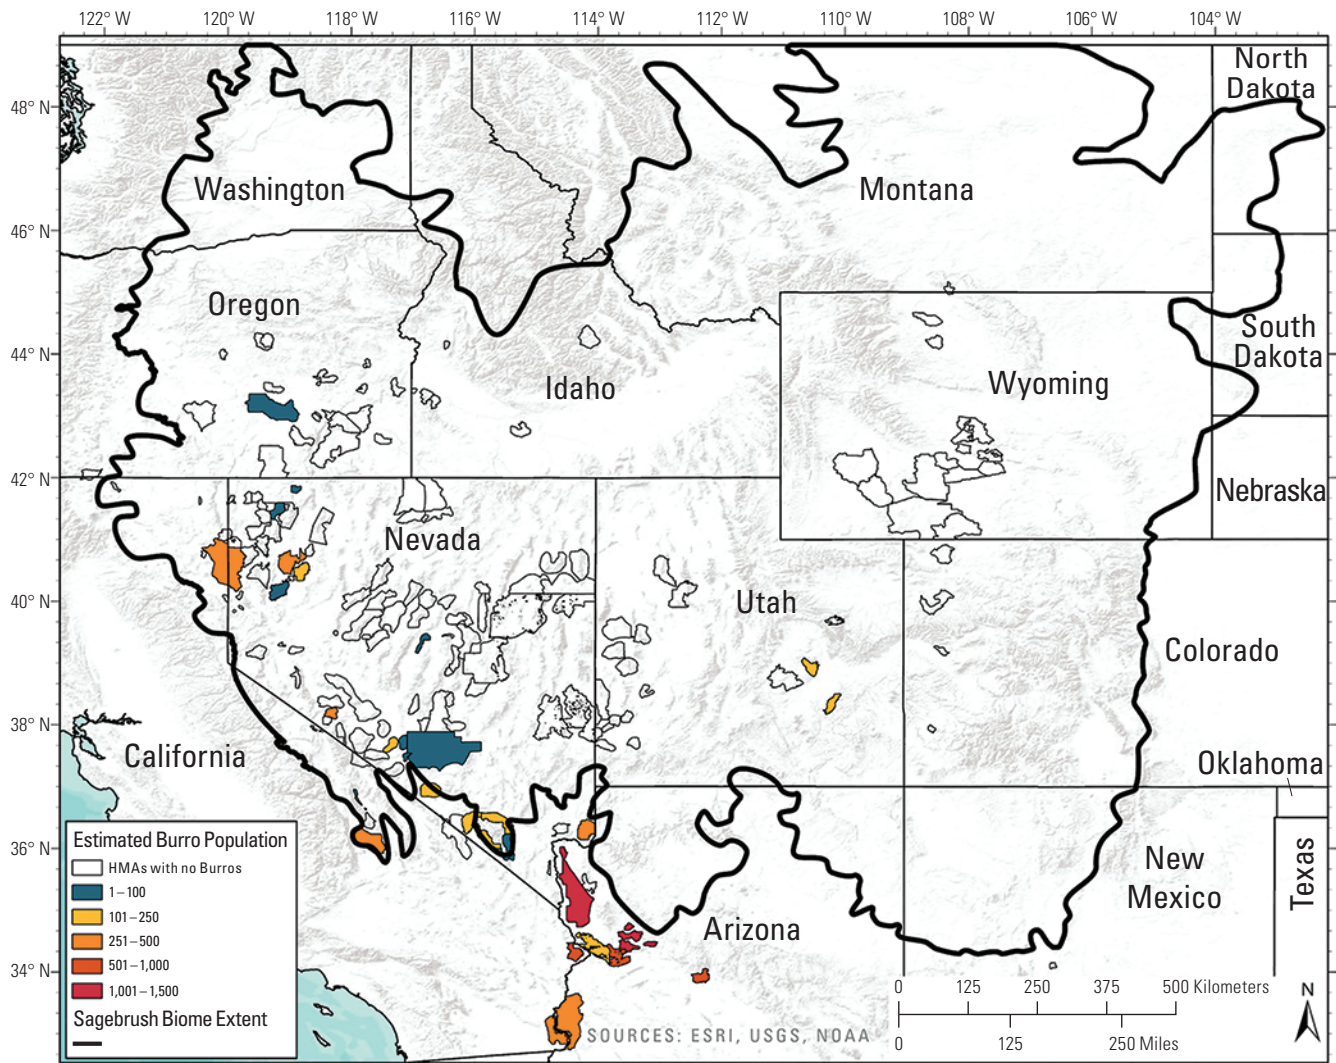 122° W 120° W 118° W 116° W 114° W 112° W 110° W 108° W 106° W 104° W
North
Dakota
48° N
Washington
Montana
46° N
Oregon
South
Dakota
44° N
Idaho
Wyoming
42° N
Nebraska
Nevada
40° N
Utah
Colorado
38° N
California
Oklahoma
Estimated Burro Population
HMAs with no Burros
1–100
101–250
251–500
501–1,000
1,001–1,500
Sagebrush Biome Extent
36° N
New
Mexico
Texas
Arizona
34° N
0 125 250 375 500 Kilometers
0 125 250 Miles
N
SOURCES: ESRI, USGS, NOAA